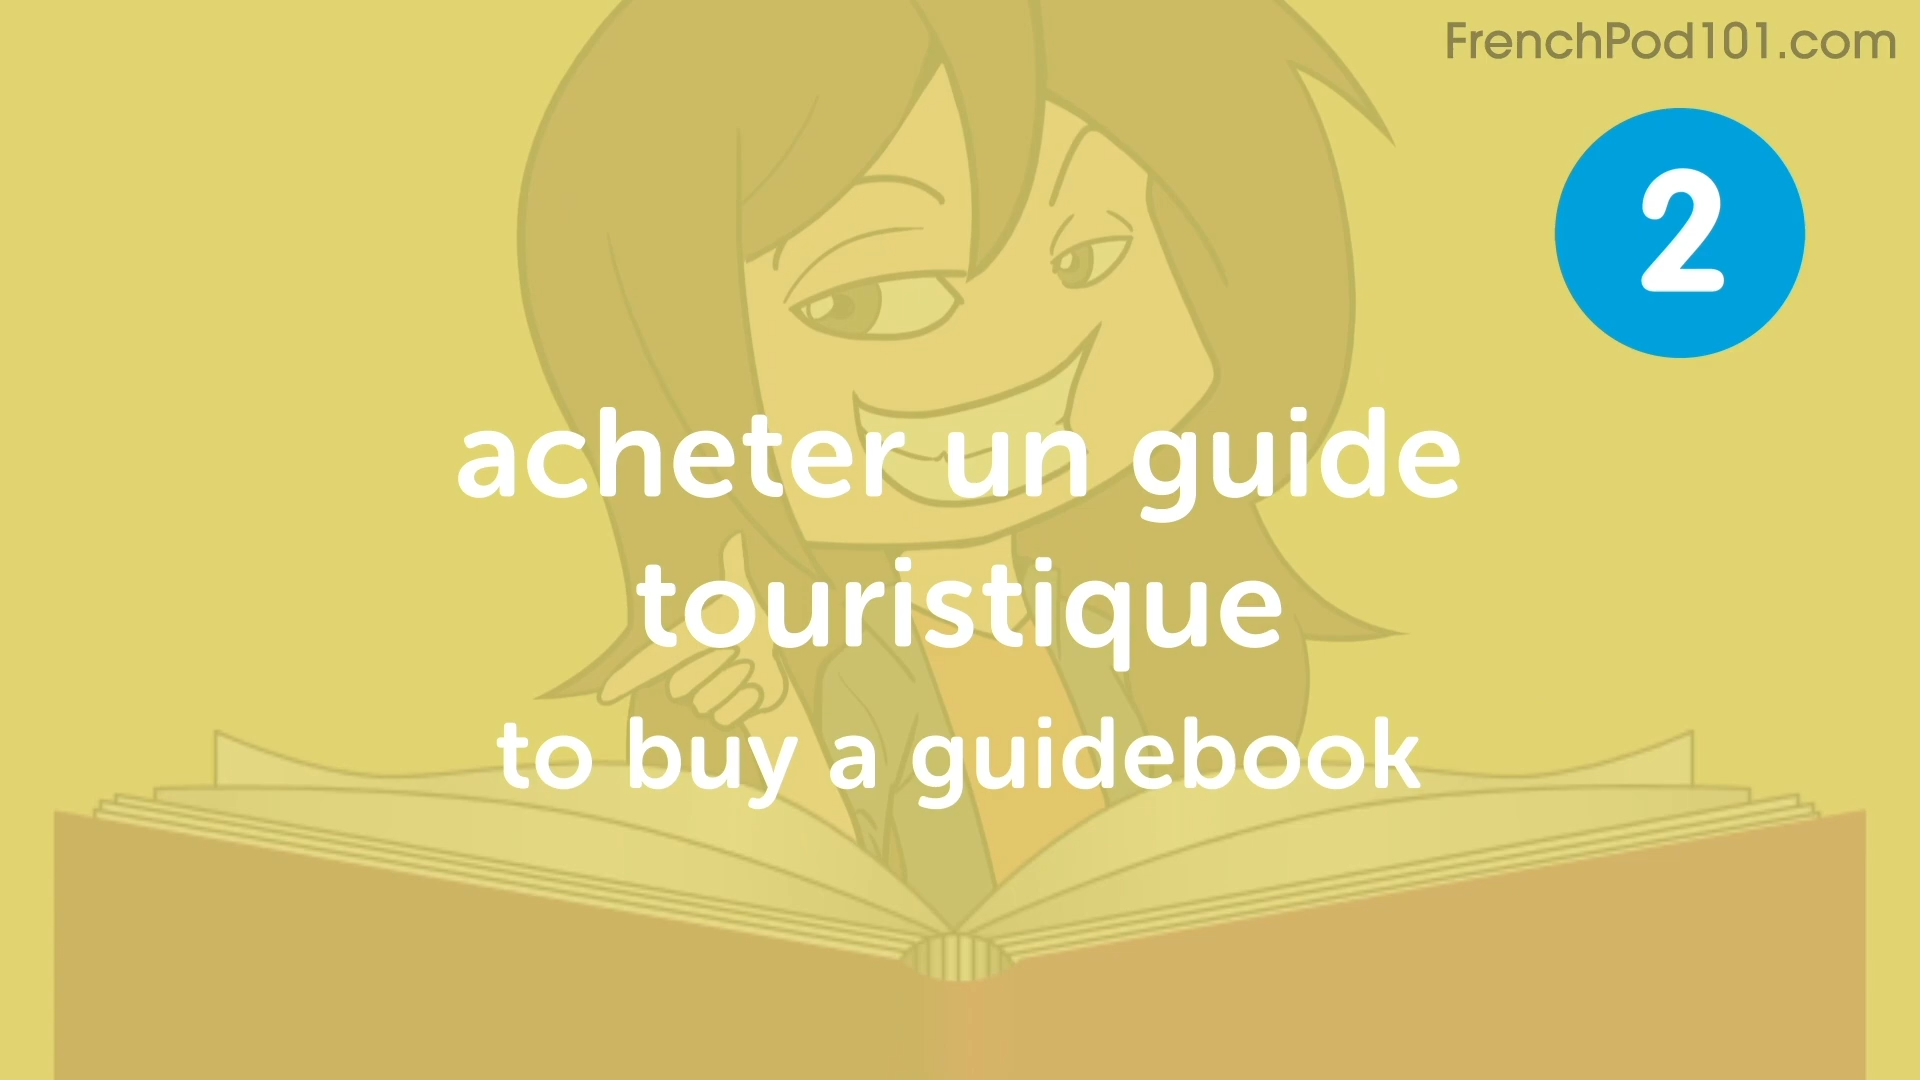 FrenchPod101.com
2
acheter un guide
touristique
to buy a guidebook